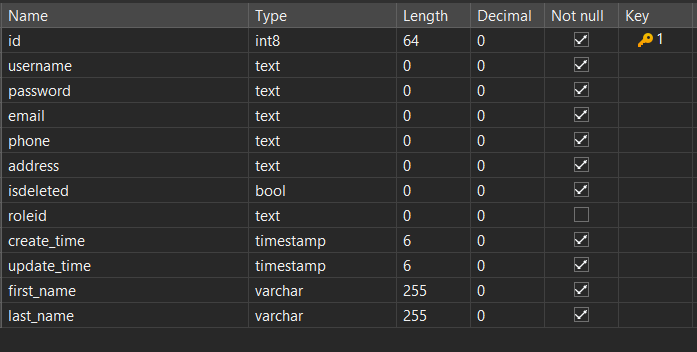 Name Type Length Decimal Not null Key
id int8 64 0 1
username text 0 0
password text 0 0
email text 0 0
phone text 0 0
address text 0 0
isdeleted bool 0 0
roleid text 0 0
create_time timestamp 6 0
update_time timestamp 6 0
first_name varchar 255 0
last_name varchar 255 0